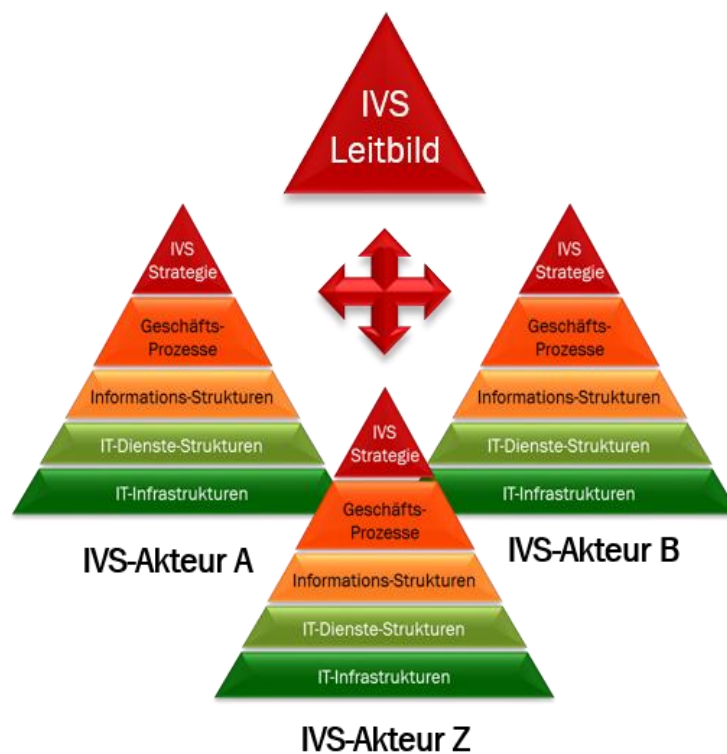 IVS
Leitbild
IVS
Strategie
Geschäfts-
Prozesse
Informations-Strukturen
IT-Dienste-Strukturen
IT-Infrastrukturen
IVS-Akteur A
IVS
Strategie
Geschäfts-
Prozesse
Informations-Strukturen
IT-Dienste-Strukturen
IT-Infrastrukturen
IVS-Akteur B
IVS
Strategie
Geschäfts-
Prozesse
Informations-Strukturen
IT-Dienste-Strukturen
IT-Infrastrukturen
IVS-Akteur Z